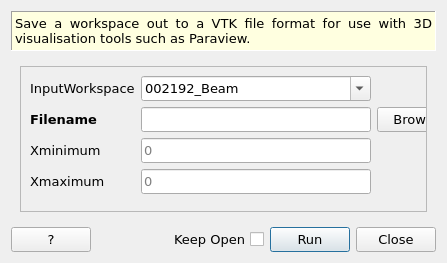 Save a workspace out to a VTK file format for use with 3D
visualisation tools such as Paraview.
InputWorkspace 002192_Beam
Filename Brow
Xminimum 0
Xmaximum 0
? Keep Open Run Close